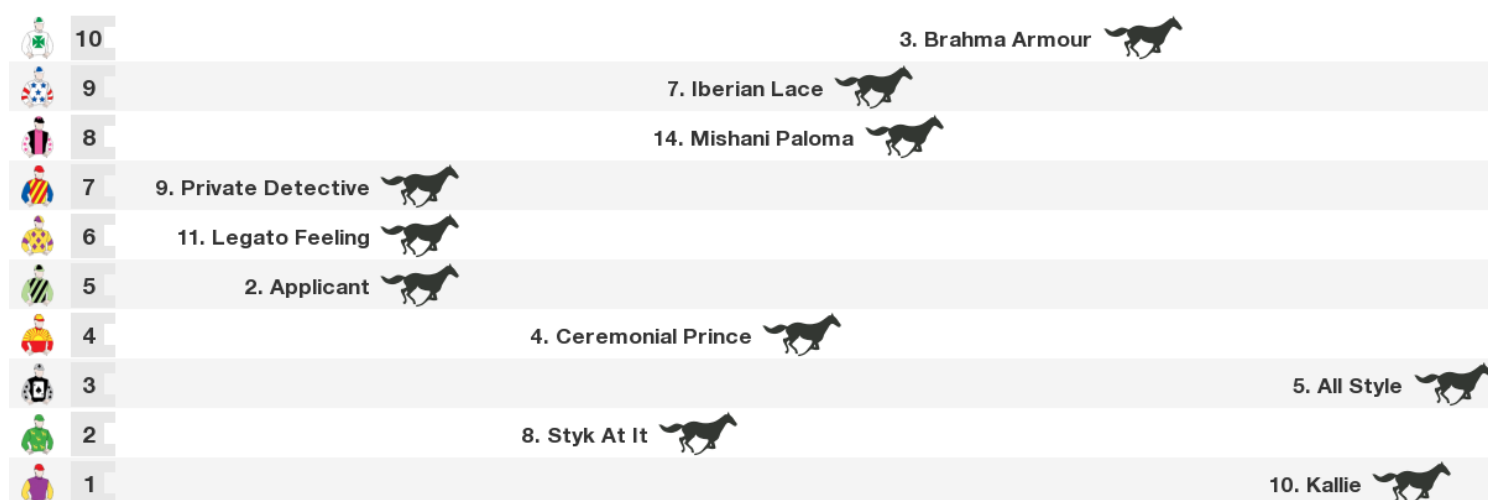 10 3. Brahma Armour
9 7. Iberian Lace
8 14. Mishani Paloma
7 9. Private Detective
6 11. Legato Feeling
5 2. Applicant
4 4. Ceremonial Prince
3 5. All Style
2 8. Styk At It
1 10. Kallie